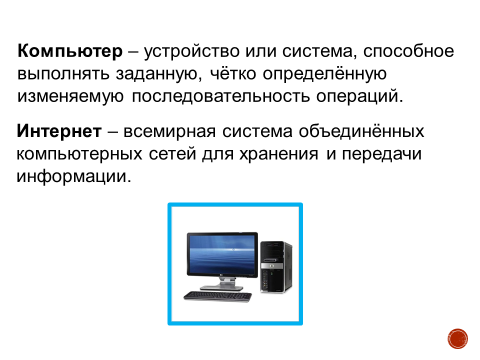 Компьютер – устройство или система, способное
выполнять заданную, чётко определённую
изменяемую последовательность операций.
Интернет – всемирная система объединённых
компьютерных сетей для хранения и передачи
информации.